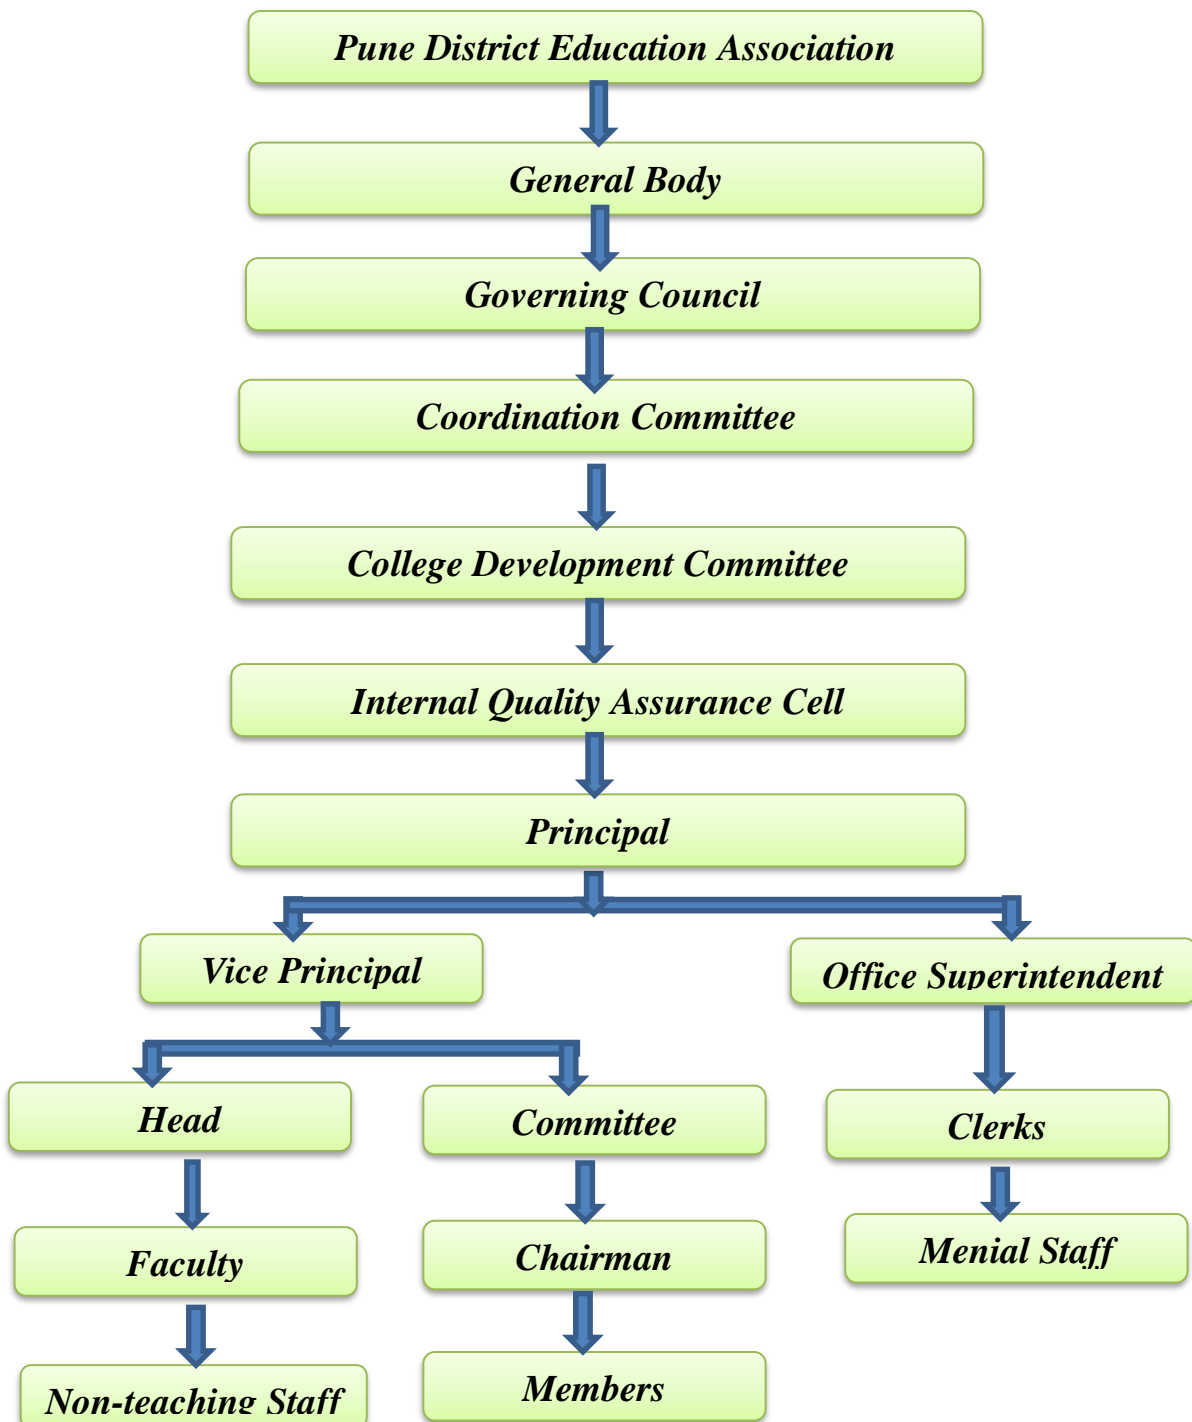 Pune District Education Association
General Body
Governing Council
Coordination Committee
College Development Committee
Internal Quality Assurance Cell
Principal
Vice Principal
Office Superintendent
Head
Committee
Clerks
Faculty
Chairman
Menial Staff
Non-teaching Staff
Members